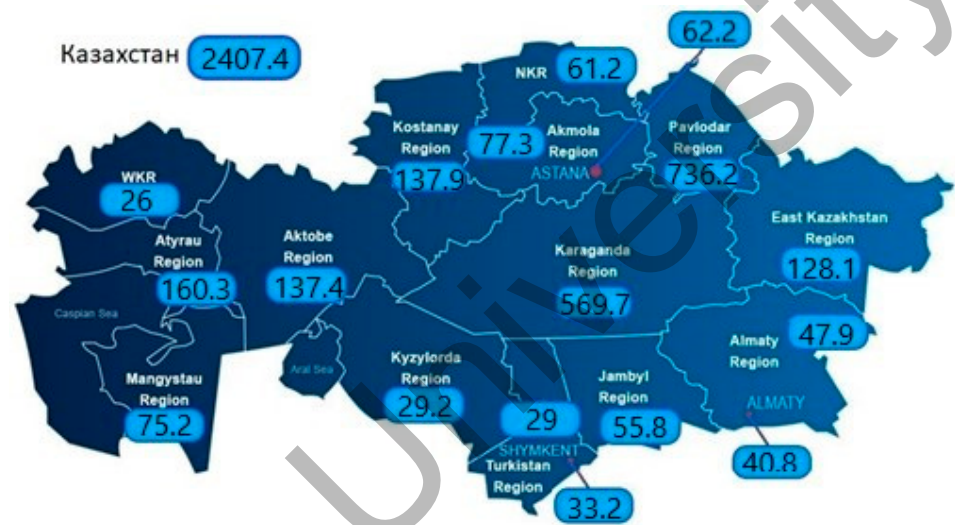 Казахстан 2407.4
62.2
NKR 61.2
Kostanay
Region
137.9
77.3
Akmola
Region
ASTANA
Pavlodar
Region
736.2
WKR
26
Atyrau
Region
160.3
Aktobe
Region
137.4
Karaganda
Region
569.7
East Kazakhstan
Region
128.1
Caspian Sea
Mangystau
Region
75.2
Aral Sea
Kyzylorda
Region
29.2
29
SHYMKENT
Turkistan
Region
33.2
Jambyl
Region
55.8
Almaty
Region
47.9
ALMATY
40.8
University